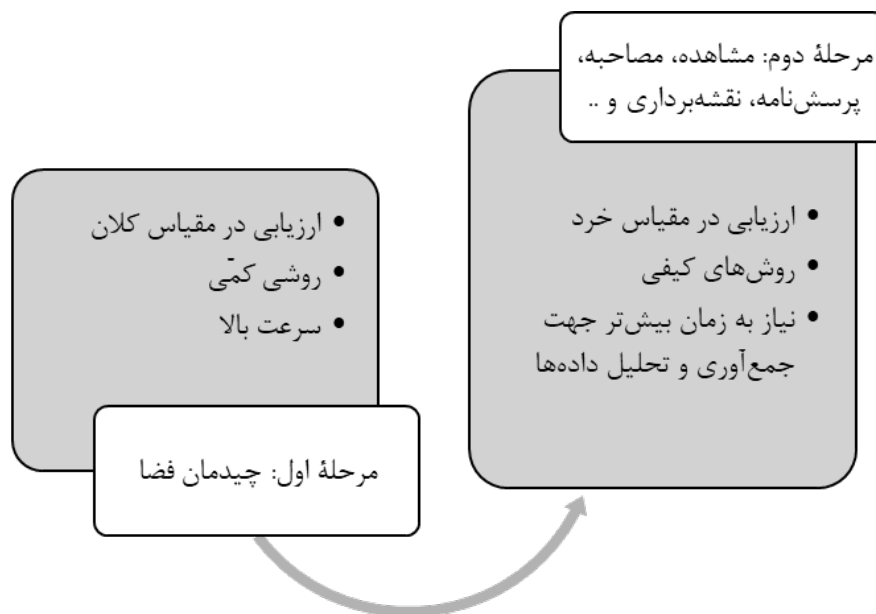 مرحلهٔ دوم: مشاهده، مصاحبه،
پرسش‌نامه، نقشه‌برداری و ..
• ارزیابی در مقیاس خرد
• روش‌های کیفی
• نیاز به زمان بیش‌تر جهت
جمع‌آوری و تحلیل داده‌ها
• ارزیابی در مقیاس کلان
• روشی کمّی
• سرعت بالا
مرحلهٔ اول: چیدمان فضا